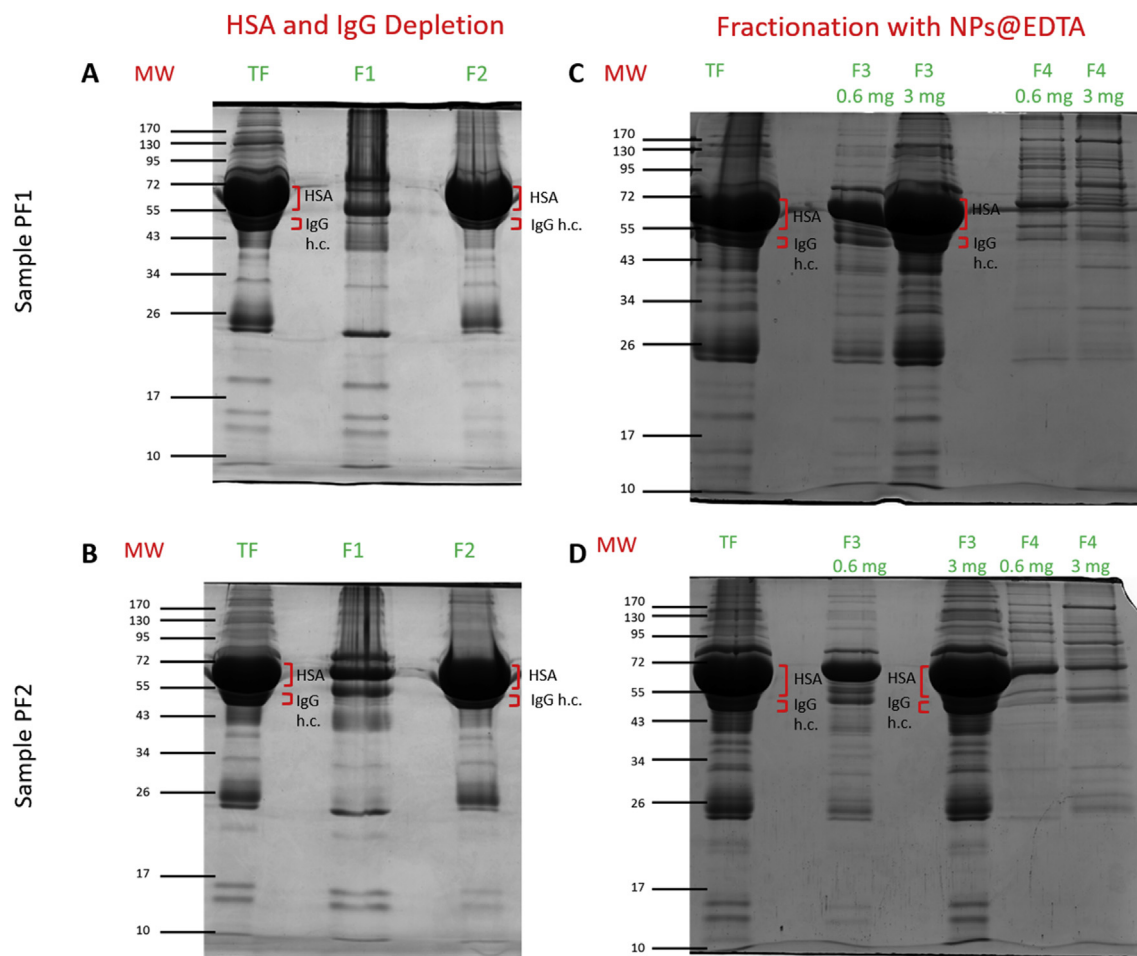 HSA and IgG Depletion
Fractionation with NPs@EDTA
Sample PF1
A
MW TF F1 F2
170
130
95
72
55
43
34
26
17
10
HSA
IgG
h.c.
HSA
IgG h.c.
C
MW TF F3 F3 F4 F4
0.6 mg 3 mg 0.6 mg 3 mg
170
130
95
72
55
43
34
26
17
10
HSA
IgG
h.c.
HSA
IgG
h.c.
Sample PF2
B
MW TF F1 F2
170
130
95
72
55
43
34
26
17
10
HSA
IgG
h.c.
HSA
IgG h.c.
D
MW TF F3 F3 F4 F4
0.6 mg 3 mg 0.6 mg 3 mg
170
130
95
72
55
43
34
26
17
10
HSA
IgG
h.c.
HSA
IgG
h.c.